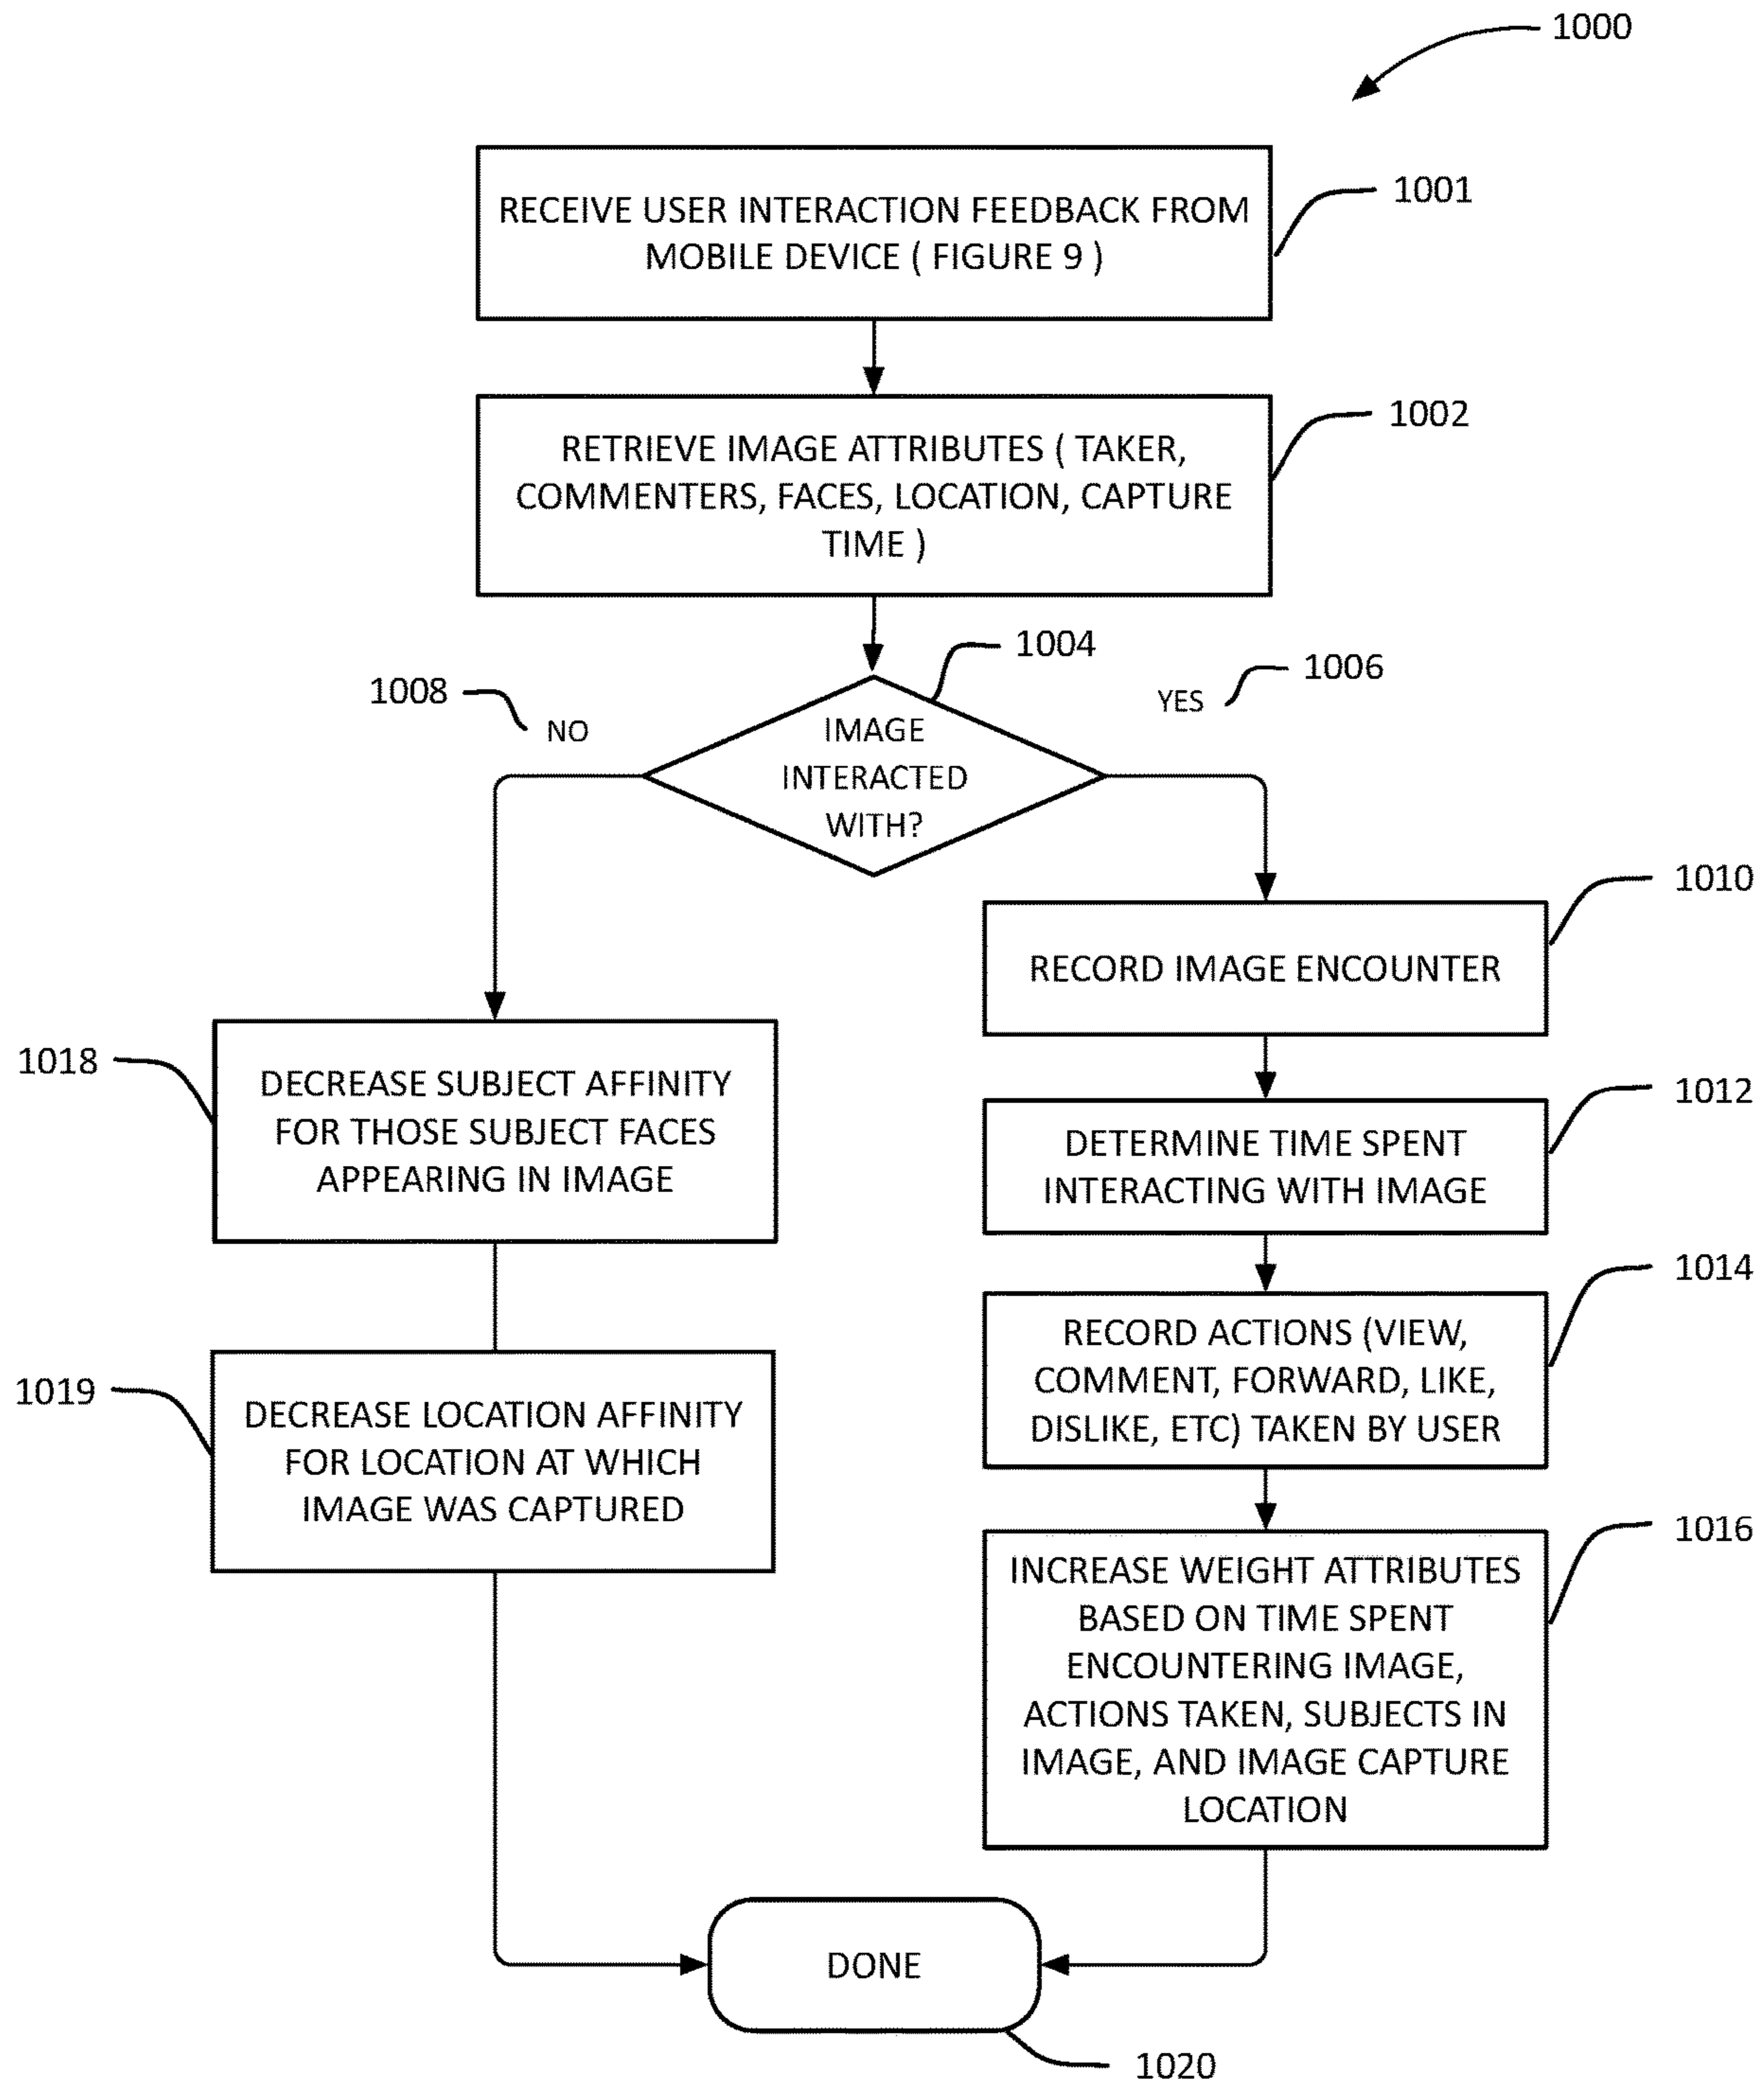 1000
RECEIVE USER INTERACTION FEEDBACK FROM
MOBILE DEVICE ( FIGURE 9 )
1001
RETRIEVE IMAGE ATTRIBUTES ( TAKER,
COMMENTERS, FACES, LOCATION, CAPTURE
TIME )
1002
1004
1006
1008
YES
NO
IMAGE
INTERACTED
WITH?
1010
RECORD IMAGE ENCOUNTER
1018
DECREASE SUBJECT AFFINITY
FOR THOSE SUBJECT FACES
APPEARING IN IMAGE
1012
DETERMINE TIME SPENT
INTERACTING WITH IMAGE
1014
RECORD ACTIONS (VIEW,
COMMENT, FORWARD, LIKE,
DISLIKE, ETC) TAKEN BY USER
1019
DECREASE LOCATION AFFINITY
FOR LOCATION AT WHICH
IMAGE WAS CAPTURED
1016
INCREASE WEIGHT ATTRIBUTES
BASED ON TIME SPENT
ENCOUNTERING IMAGE,
ACTIONS TAKEN, SUBJECTS IN
IMAGE, AND IMAGE CAPTURE
LOCATION
DONE
1020